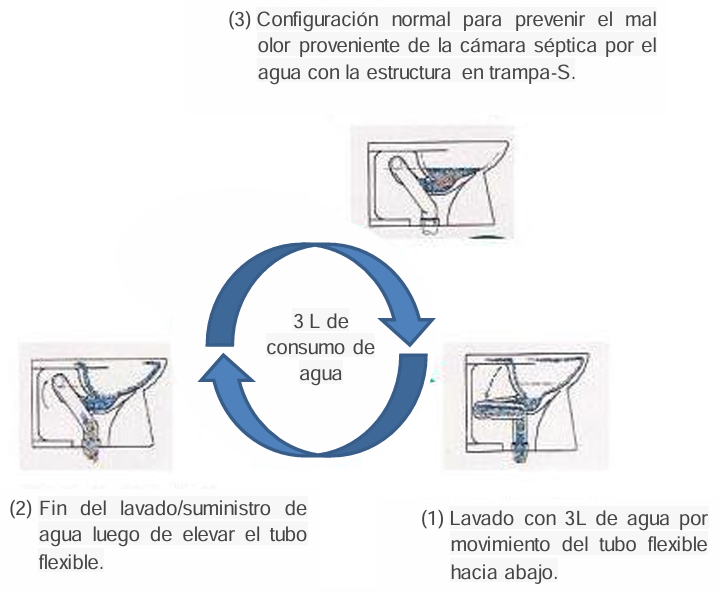 (3) Configuración normal para prevenir el mal
olor proveniente de la cámara séptica por el
agua con la estructura en trampa-S.
3 L de
consumo de
agua
(2) Fin del lavado/suministro de
agua luego de elevar el tubo
flexible.
(1) Lavado con 3L de agua por
movimiento del tubo flexible
hacia abajo.